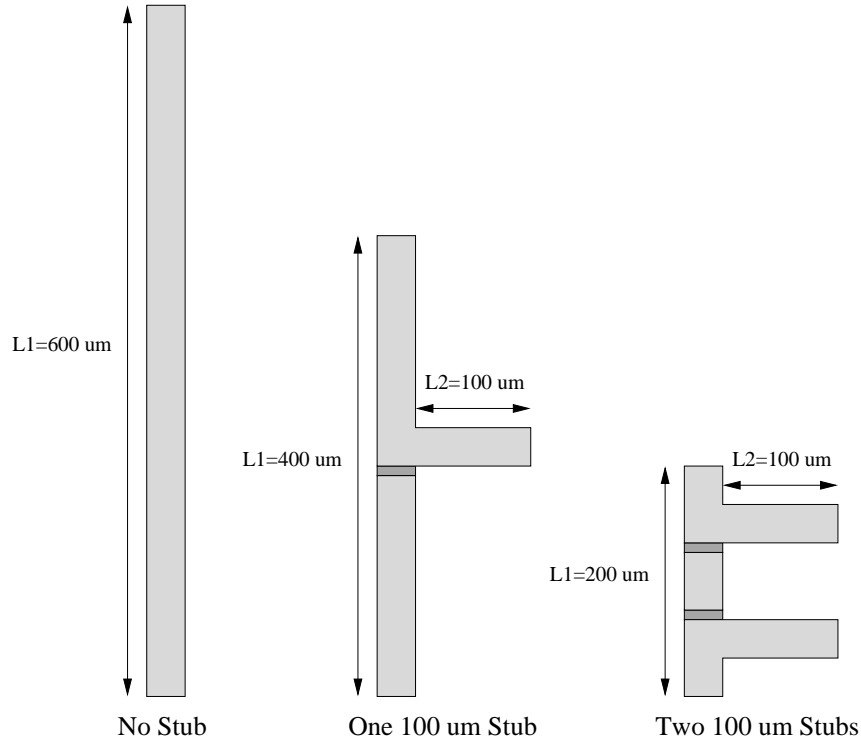 L1=600 um
L2=100 um
L1=400 um
L2=100 um
L1=200 um
No Stub
One 100 um Stub
Two 100 um Stubs